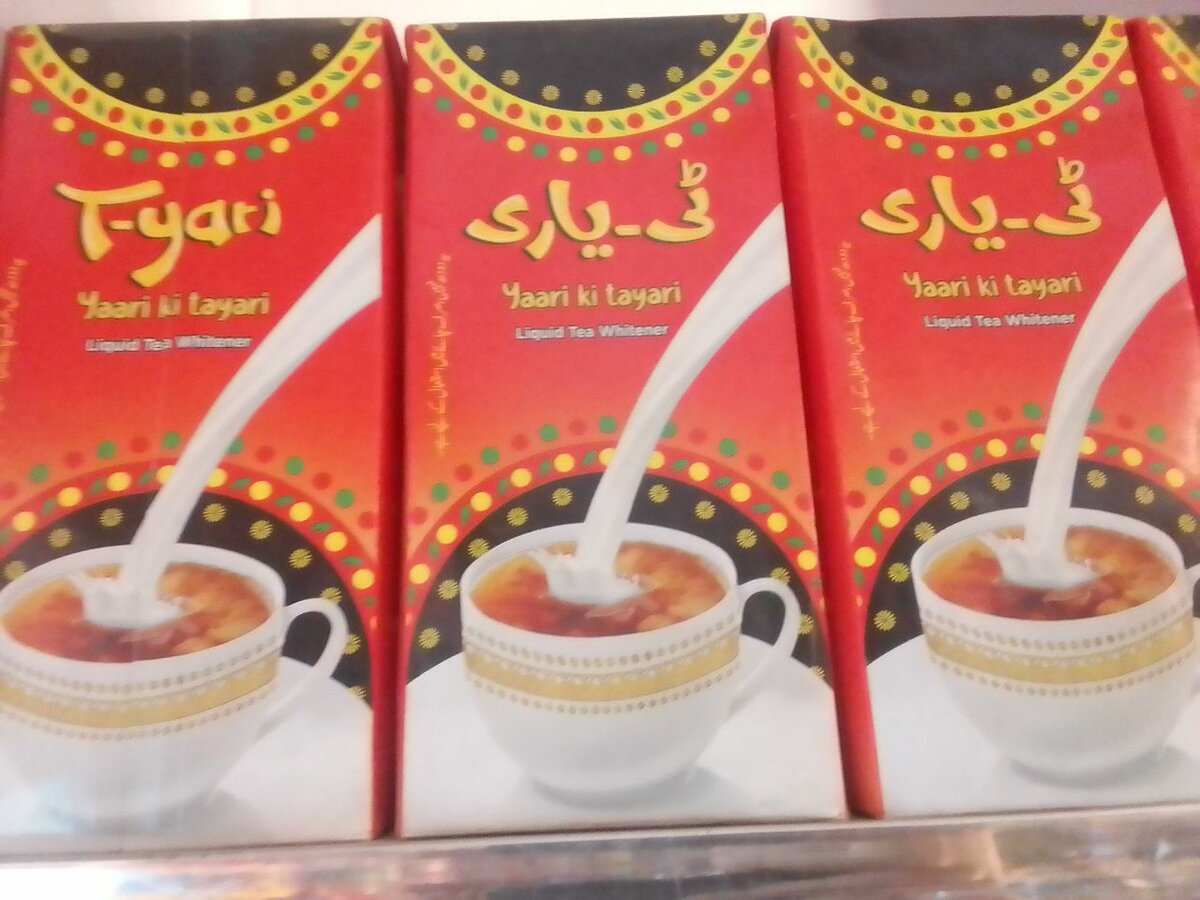 T-yari
Yaari ki tayari
Liquid Tea Whitener
ٹی-یاری
Yaari ki tayari
Liquid Tea Whitener
ٹی-یاری
Yaari ki tayari
Liquid Tea Whitener